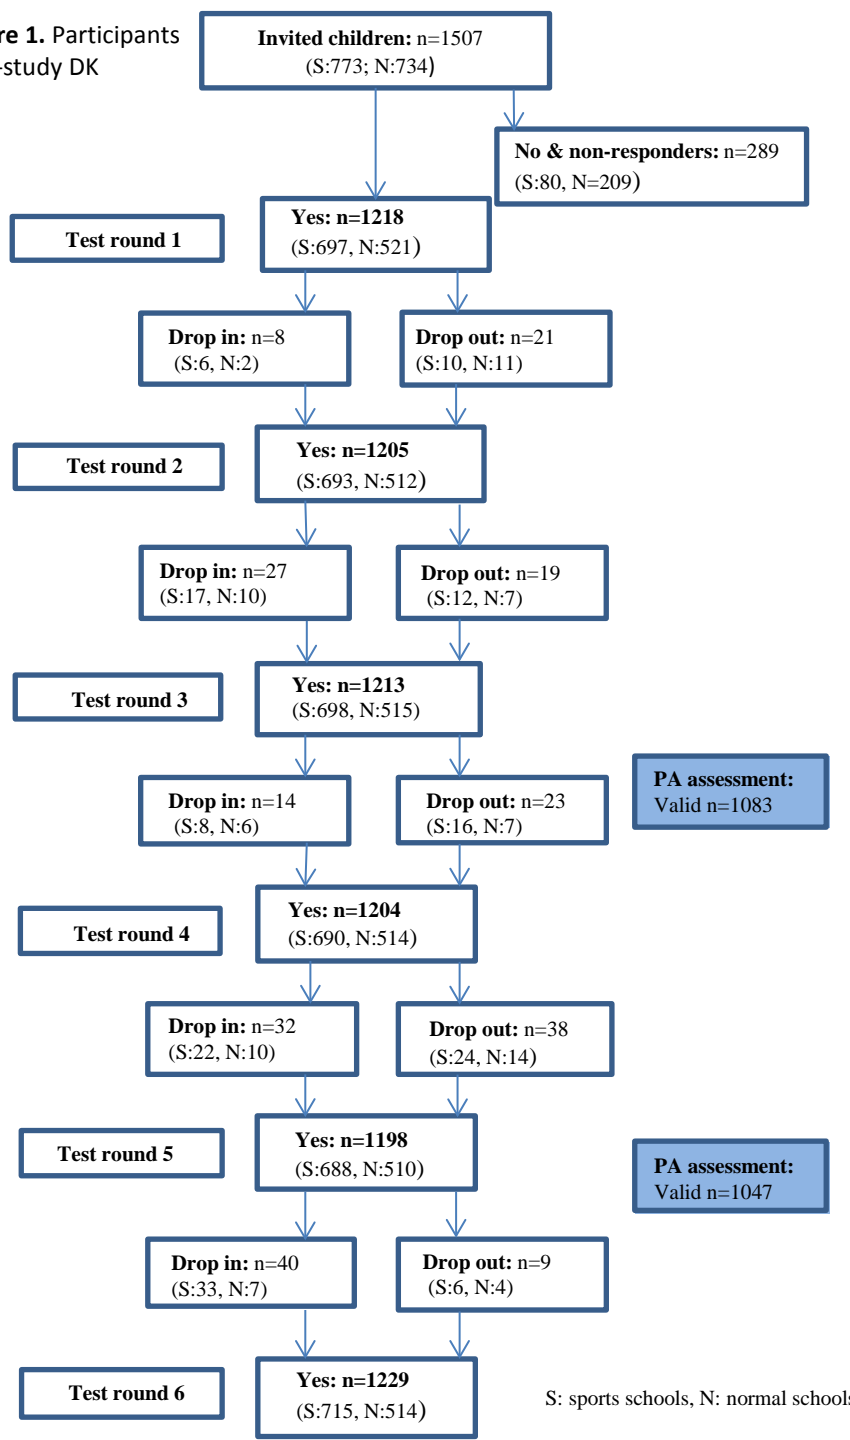 re 1. Participants
-study DK
Invited children: n=1507
(S:773; N:734)
No & non-responders: n=289
(S:80, N=209)
Test round 1
Yes: n=1218
(S:697, N:521)
Drop in: n=8
(S:6, N:2)
Drop out: n=21
(S:10, N:11)
Test round 2
Yes: n=1205
(S:693, N:512)
Drop in: n=27
(S:17, N:10)
Drop out: n=19
(S:12, N:7)
Test round 3
Yes: n=1213
(S:698, N:515)
Drop in: n=14
(S:8, N:6)
Drop out: n=23
(S:16, N:7)
PA assessment:
Valid n=1083
Test round 4
Yes: n=1204
(S:690, N:514)
Drop in: n=32
(S:22, N:10)
Drop out: n=38
(S:24, N:14)
Test round 5
Yes: n=1198
(S:688, N:510)
PA assessment:
Valid n=1047
Drop in: n=40
(S:33, N:7)
Drop out: n=9
(S:6, N:4)
Test round 6
Yes: n=1229
(S:715, N:514)
S: sports schools, N: normal schools